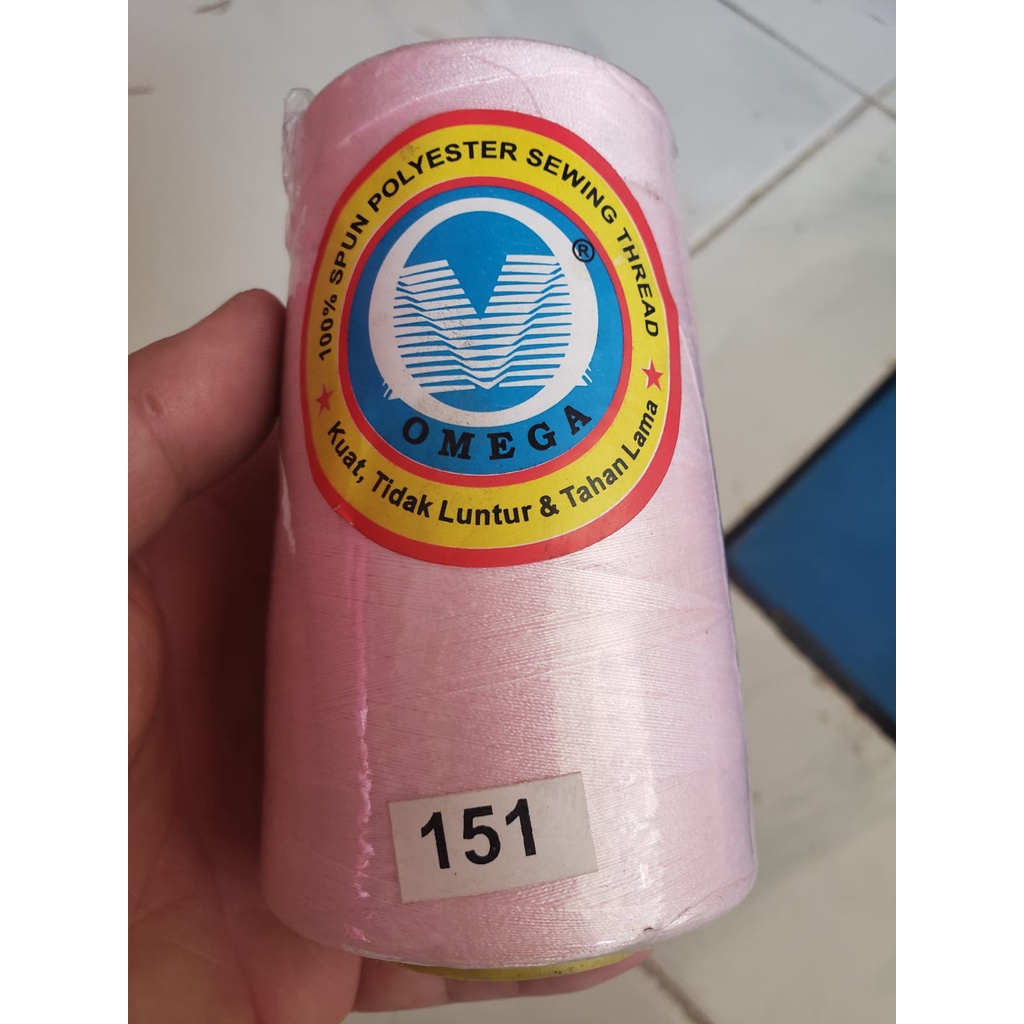 100% SPUN POLYESTER SEWING THREAD
®
OMEGA
★ Kuat, Tidak Luntur & Tahan Lama ★
151